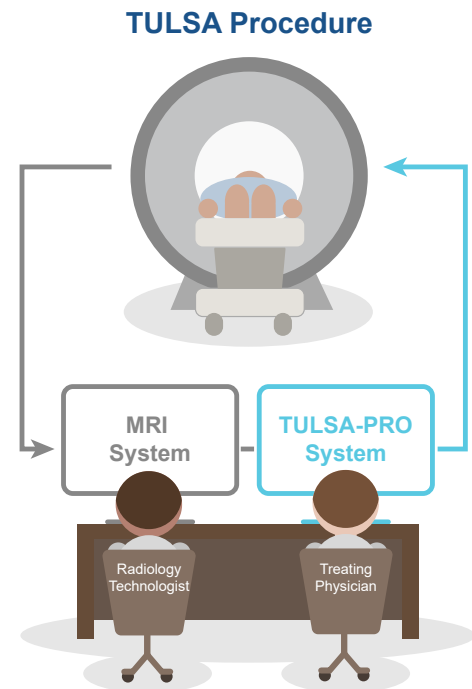 TULSA Procedure
MRI
System
TULSA-PRO
System
Radiology
Technologist
Treating
Physician